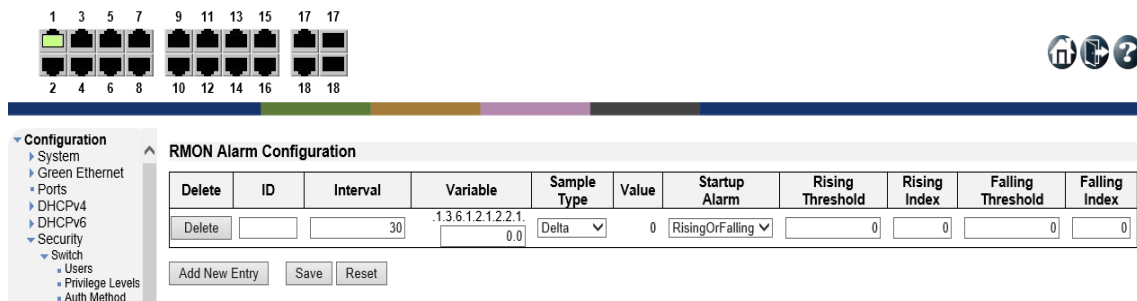 1 3 5 7 9 11 13 15 17 17
2 4 6 8 10 12 14 16 18 18
?
Configuration
System
Green Ethernet
Ports
DHCPv4
DHCPv6
Security
Switch
Users
Privilege Levels
Auth Method
RMON Alarm Configuration
Delete ID Interval Variable Sample Type Value Startup Alarm Rising Threshold Rising Index Falling Threshold Falling Index
Delete 30 .1.3.6.1.2.1.2.2.1. 0.0 Delta 0 RisingOrFalling 0 0 0 0
Add New Entry Save Reset